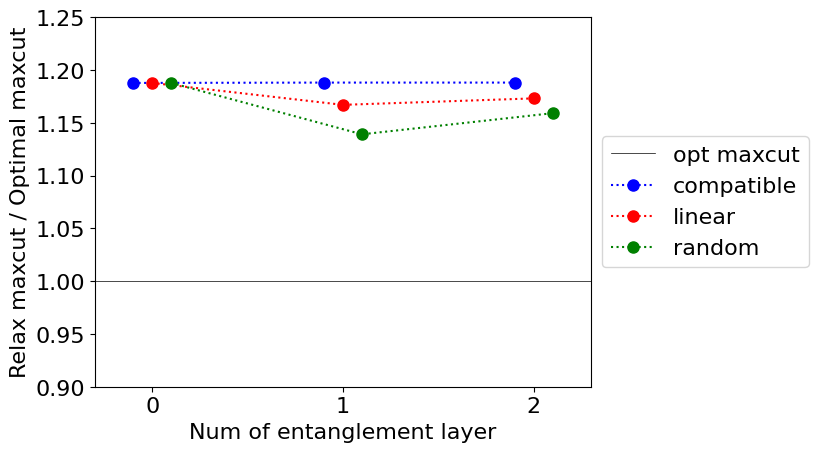 Relax maxcut / Optimal maxcut
1.25
1.20
1.15
1.10
1.05
1.00
0.95
0.90
0
1
2
Num of entanglement layer
opt maxcut
compatible
linear
random